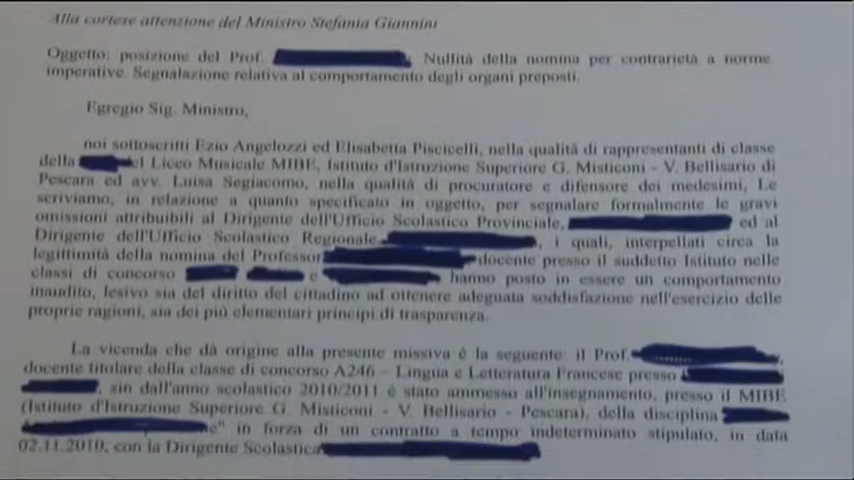 Alla cortese attenzione del Ministro Stefania Giannini
Oggetto: posizione del Prof. Nullità della nomina per contrarietà a norme
imperative. Segnalazione relativa al comportamento degli organi preposti.
Egregio Sig. Ministro,
noi sottoscritti Ezio Angelozzi ed Elisabetta Piscicelli, nella qualità di rappresentanti di classe
della del Liceo Musicale MIBE, Istituto d'Istruzione Superiore G. Misticoni - V. Bellisario di
Pescara ed avv. Luisa Segiacomo, nella qualità di procuratore e difensore dei medesimi, Le
scriviamo, in relazione a quanto specificato in oggetto, per segnalare formalmente le gravi
omissioni attribuibili al Dirigente dell'Ufficio Scolastico Provinciale, ed al
Dirigente dell'Ufficio Scolastico Regionale , i quali, interpellati circa la
legittimità della nomina del Professor docente presso il suddetto Istituto nelle
classi di concorso e hanno posto in essere un comportamento
inaudito, lesivo sia del diritto del cittadino ad ottenere adeguata soddisfazione nell'esercizio delle
proprie ragioni, sia dei più elementari principi di trasparenza.
La vicenda che dà origine alla presente missiva è la seguente: il Prof. ,
docente titolare della classe di concorso A246 – Lingua e Letteratura Francese presso
, sin dall'anno scolastico 2010/2011 è stato ammesso all'insegnamento, presso il MIBE
(Istituto d'Istruzione Superiore G. Misticoni - V. Bellisario - Pescara), della disciplina
e" in forza di un contratto a tempo indeterminato stipulato, in data
02.11.2010, con la Dirigente Scolastica